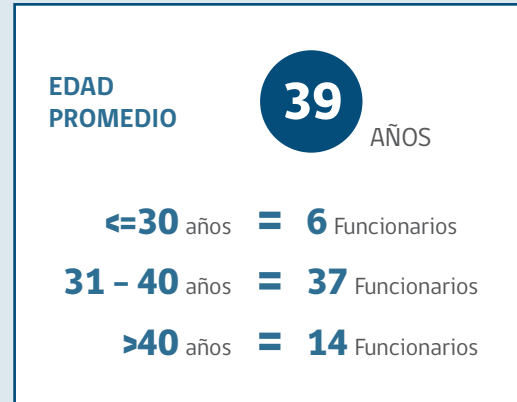 EDAD
PROMEDIO
39
AÑOS
<=30 años = 6 Funcionarios
31 – 40 años = 37 Funcionarios
>40 años = 14 Funcionarios